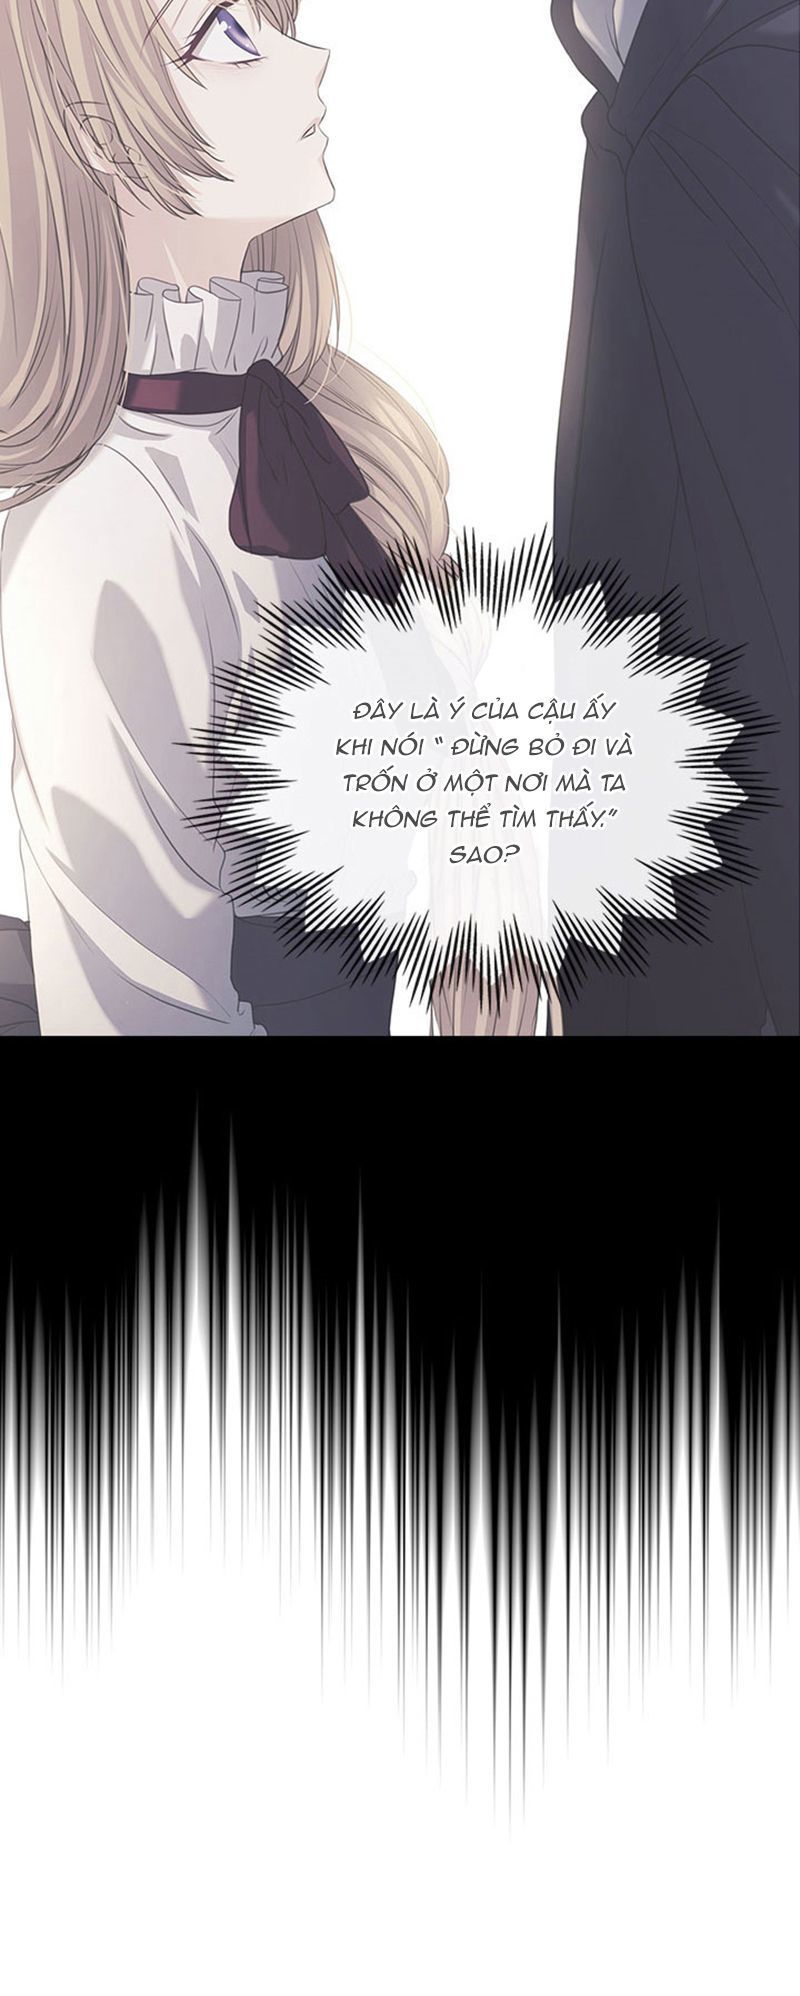 ĐÂY LÀ Ý CỦA CẬU ẤY
KHI NÓI “ ĐỪNG BỎ ĐI VÀ
TRỐN Ở MỘT NƠI MÀ TA
KHÔNG THỂ TÌM THẤY.”
SAO?